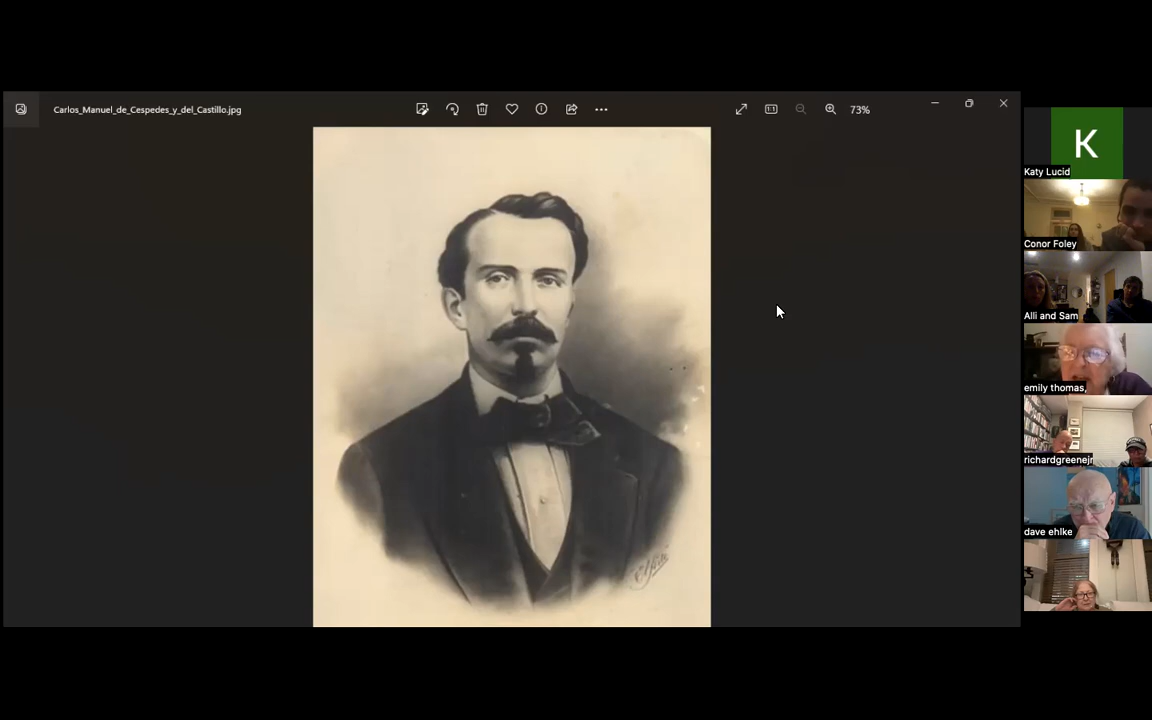 Carlos_Manuel_de_Cespedes_y_del_Castillo.jpg
73%
K
Katy Lucid
Conor Foley
Alli and Sam
emily thomas,
richardgreenejr
dave ehlke